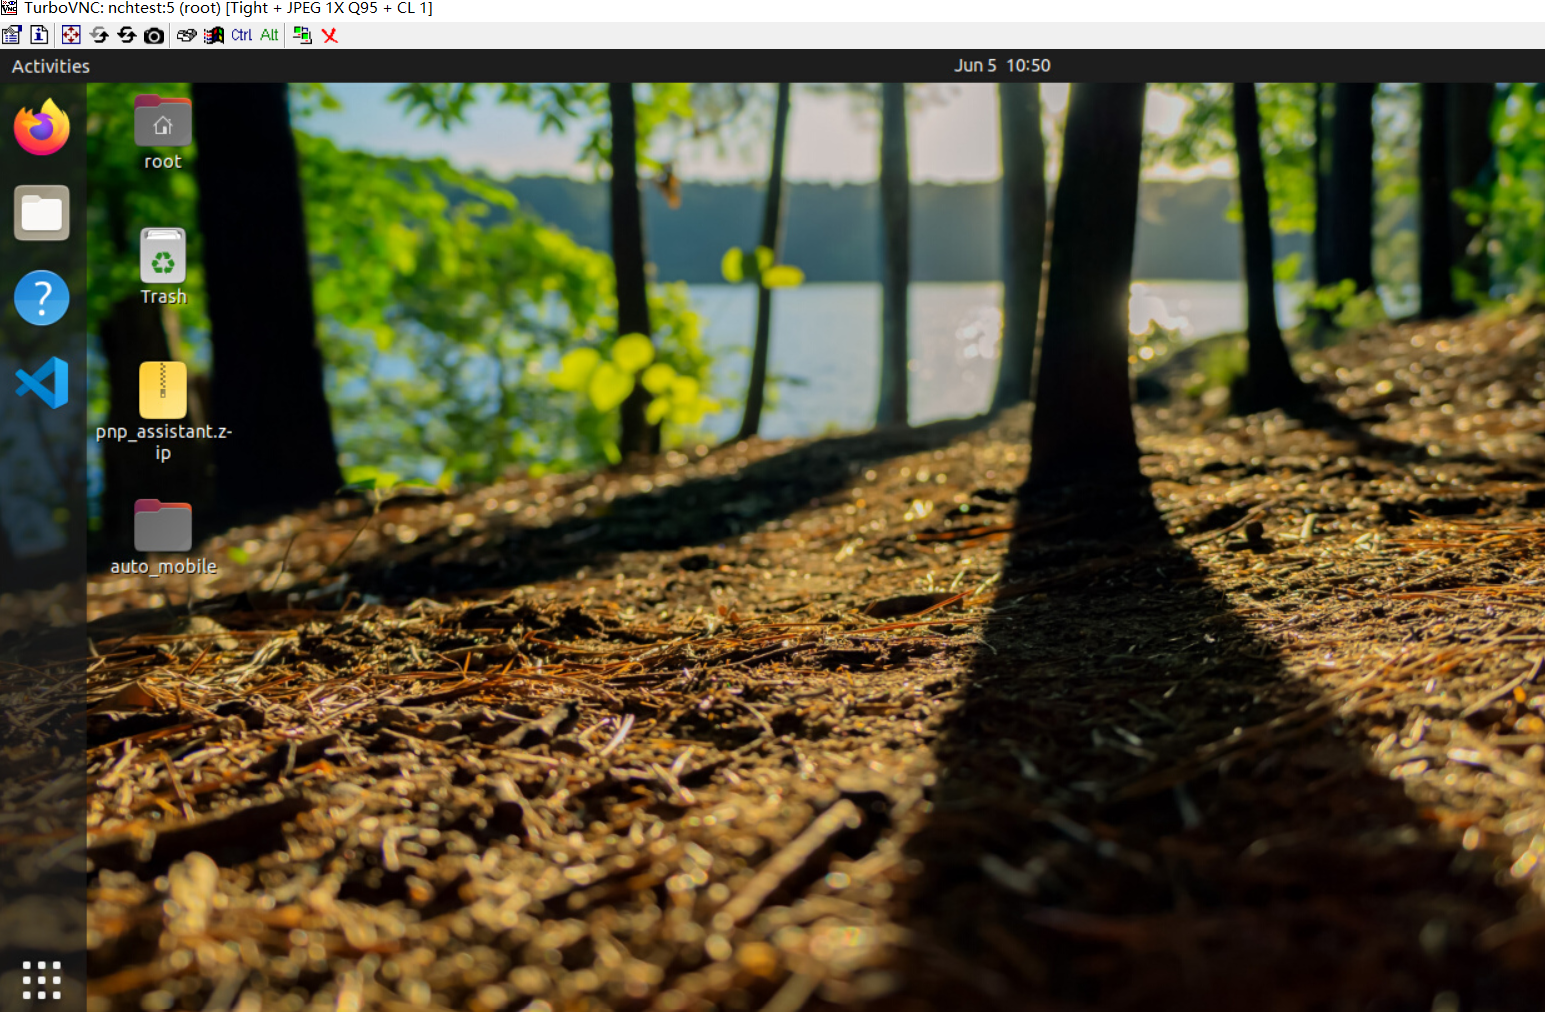 TurboVNC: nchtest:5 (root) [Tight + JPEG 1X Q95 + CL 1]
Ctrl Alt
Activities
Jun 5 10:50
root
Trash
pnp_assistant.z-
ip
auto_mobile